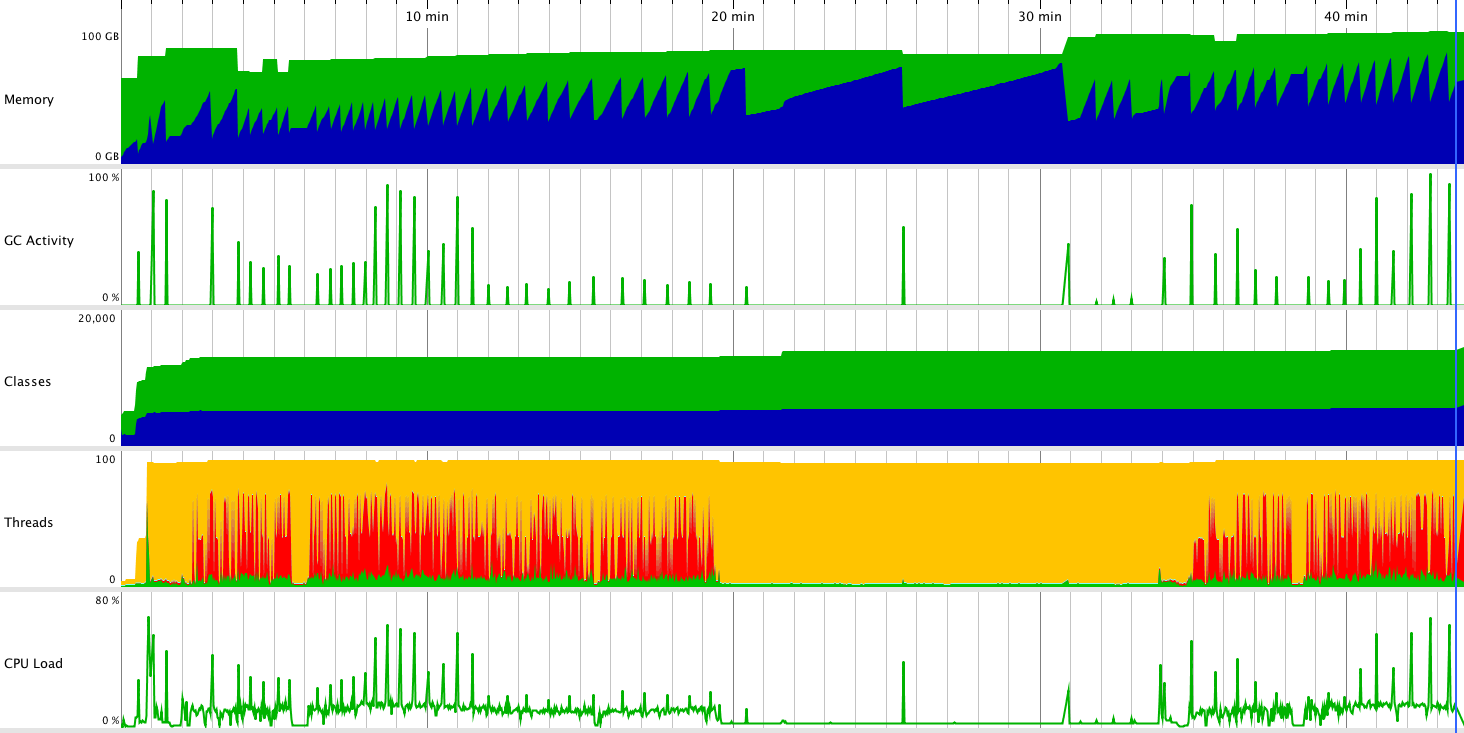 10 min 20 min 30 min 40 min
100 GB
Memory
0 GB
100 %
GC Activity
0 %
20,000
Classes
0
100
Threads
0
80 %
CPU Load
0 %